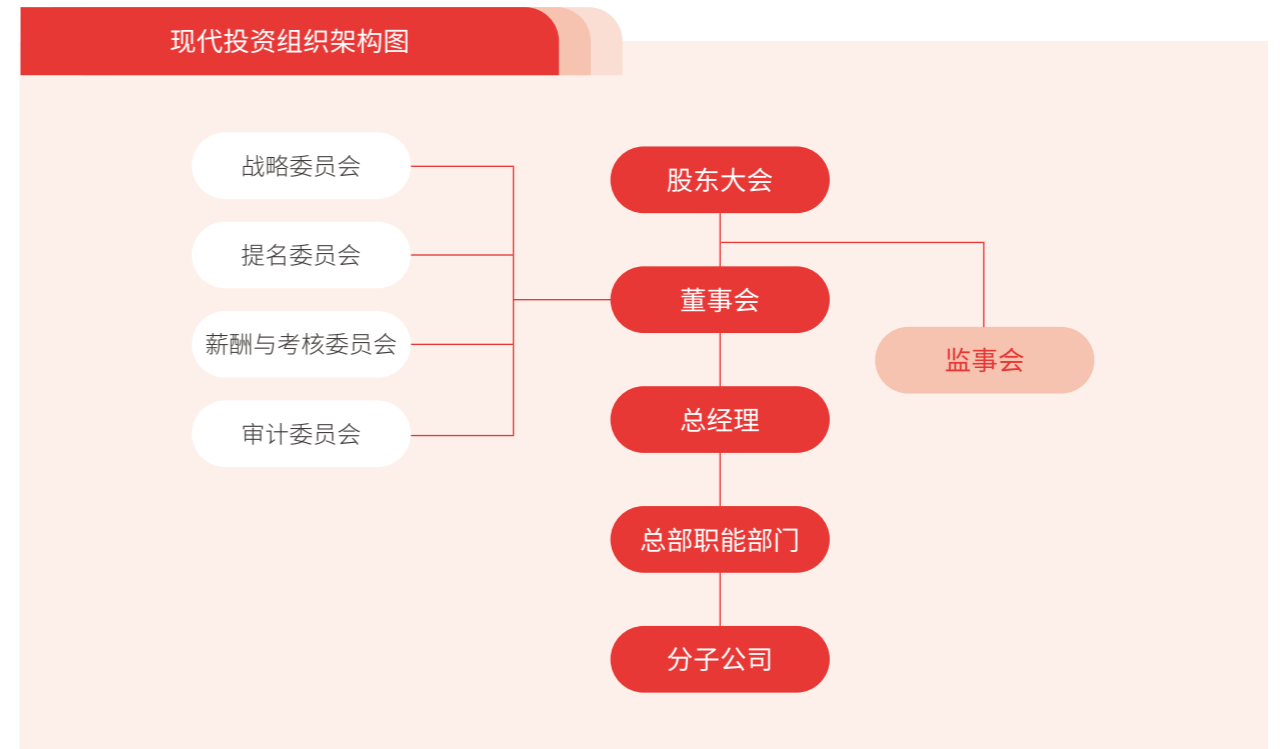 现代投资组织架构图
战略委员会
提名委员会
薪酬与考核委员会
审计委员会
股东大会
董事会
监事会
总经理
总部职能部门
分子公司